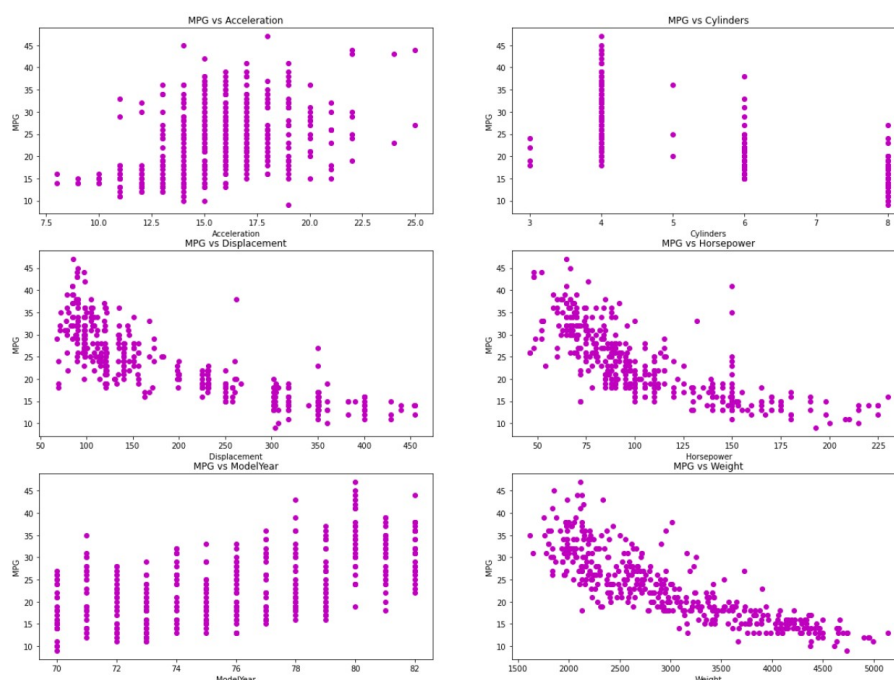 MPG vs Acceleration
MPG
45
40
35
30
25
20
15
10
7.5 10.0 12.5 15.0 17.5 20.0 22.5 25.0
Acceleration
MPG vs Cylinders
MPG
45
40
35
30
25
20
15
10
3 4 5 6 7 8
Cylinders
MPG vs Displacement
MPG
45
40
35
30
25
20
15
10
50 100 150 200 250 300 350 400 450
Displacement
MPG vs Horsepower
MPG
45
40
35
30
25
20
15
10
50 75 100 125 150 175 200 225
Horsepower
MPG vs ModelYear
MPG
45
40
35
30
25
20
15
10
70 72 74 76 78 80 82
ModelYear
MPG vs Weight
MPG
45
40
35
30
25
20
15
10
1500 2000 2500 3000 3500 4000 4500 5000
Weight